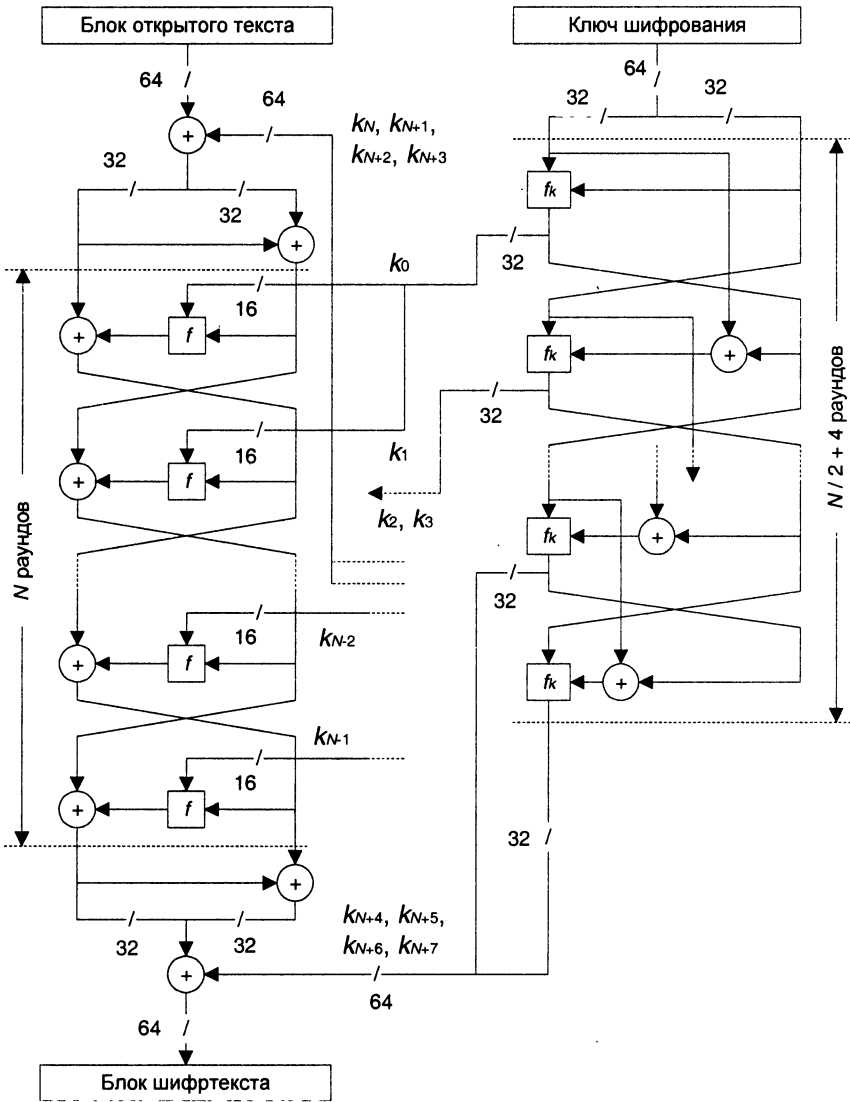 Блок открытого текста
Ключ шифрования
64
64
64
32
32
kN, kN+1,
kN+2, kN+3
+
32
32
fk
+
32
k0
16
f
+
fk
+
32
k1
16
f
+
k2, k3
fk
+
32
N раундов
N / 2 + 4 раундов
16
kN-2
f
+
fk
+
kN-1
16
f
+
32
+
kN+4, kN+5,
kN+6, kN+7
32
32
+
64
64
Блок шифртекста